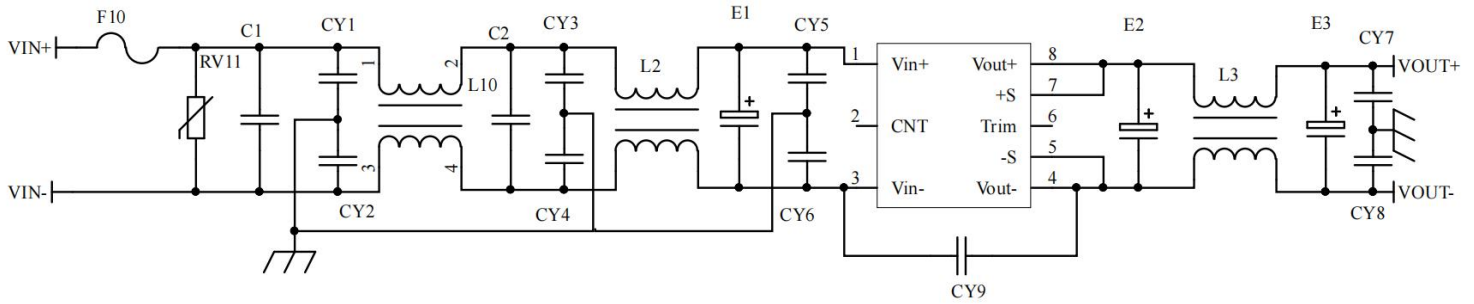 F10
C1
CY1
CY3
E1
CY5
E2
E3
CY7
VIN+
RV11
1
2
L10
C2
L2
1
Vin+
Vout+
8
L3
VOUT+
+S
7
2
CNT
Trim
6
-S
5
3
4
VIN-
3
Vin-
Vout-
4
VOUT-
CY2
CY4
CY6
CY8
CY9
+
+
+